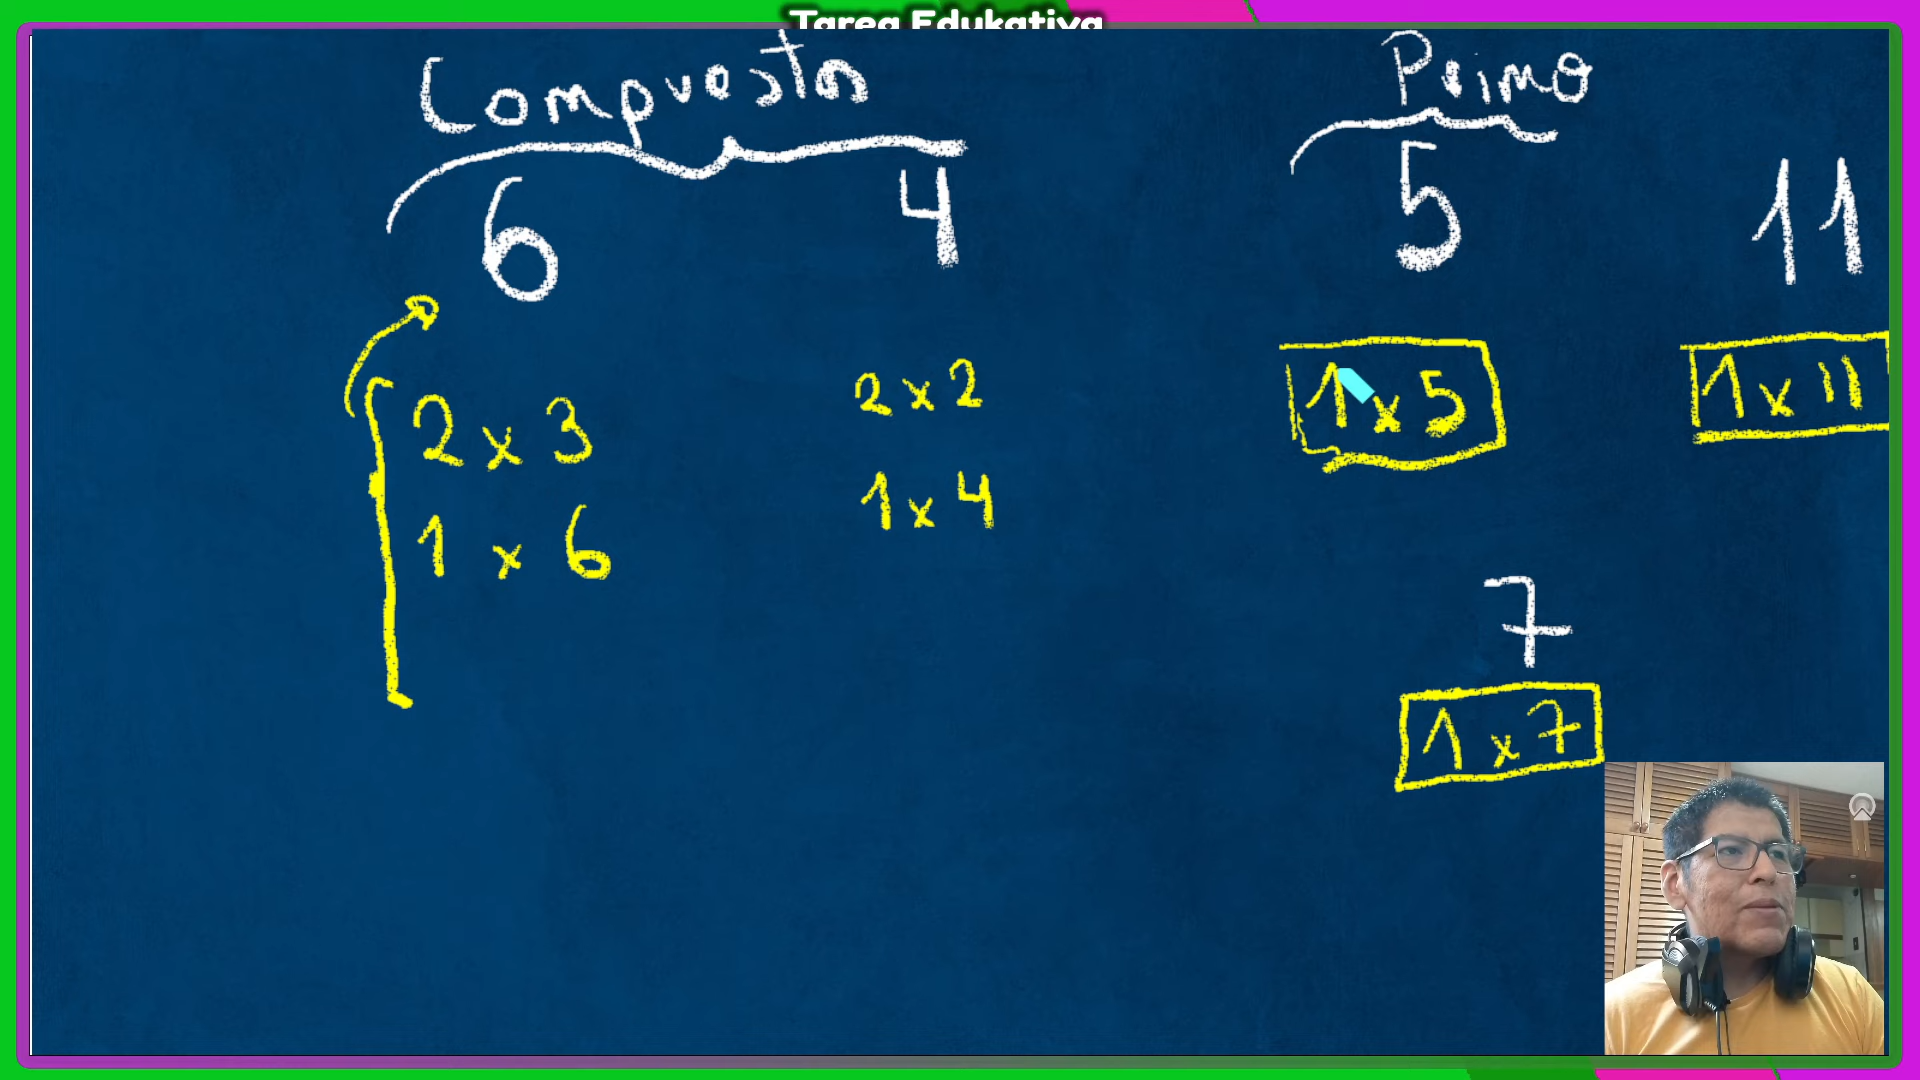 Tarea Edukativa
Compuestos Primo
6 4 5 11
2 x 3 2 x 2 1 x 5 1 x 11
1 x 6 1 x 4
7
1 x 7